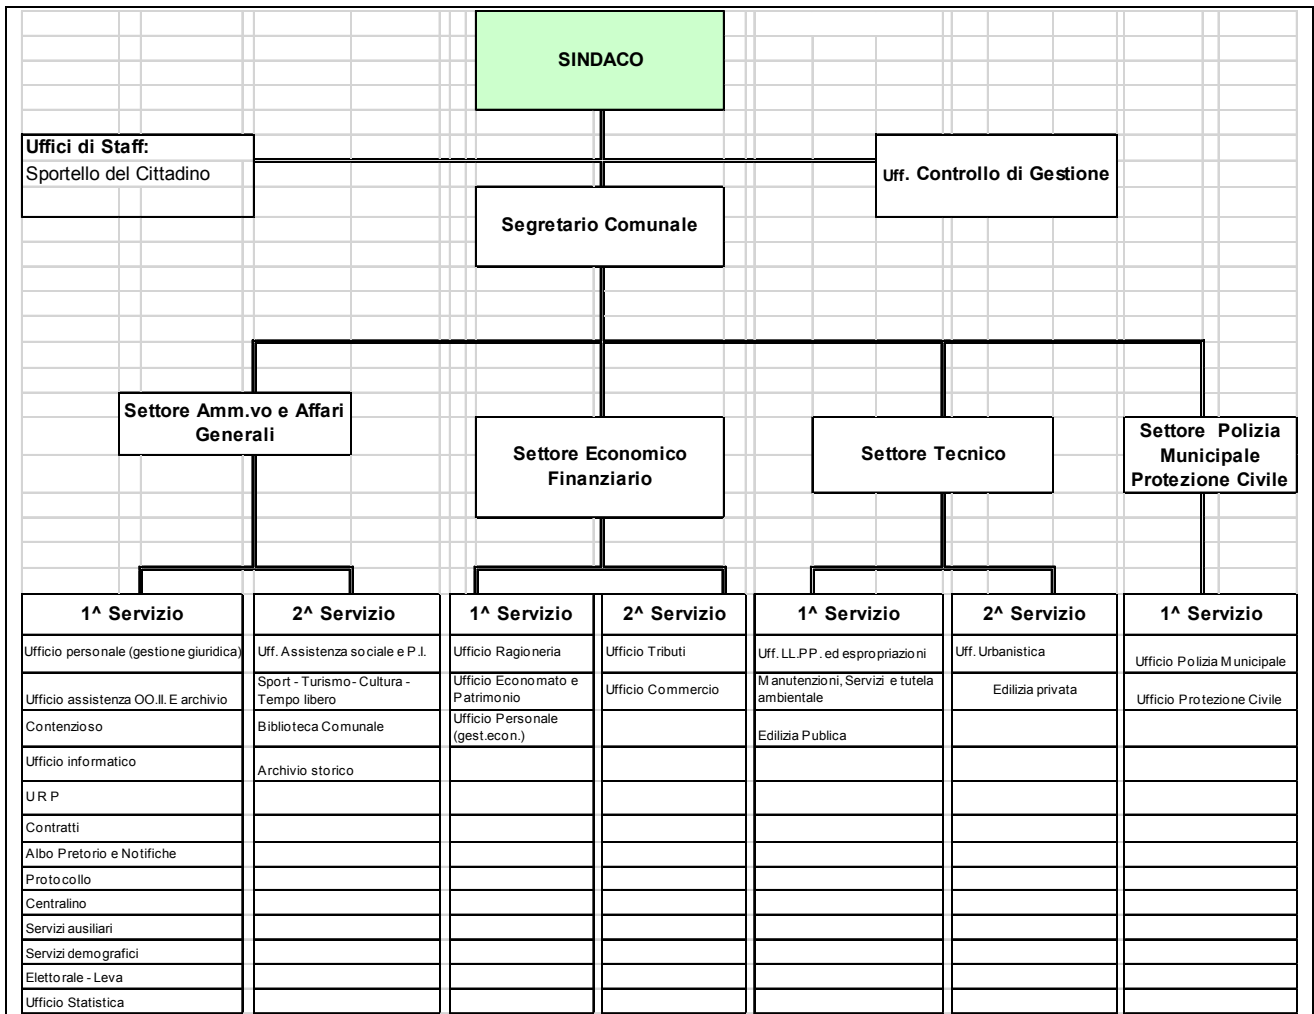 SINDACO
Uffici di Staff:
Sportello del Cittadino
Uff. Controllo di Gestione
Segretario Comunale
Settore Amm.vo e Affari
Generali
Settore Economico
Finanziario
Settore Tecnico
Settore Polizia
Municipale
Protezione Civile
1^ Servizio
Ufficio personale (gestione giuridica)
Ufficio assistenza OO.II. E archivio
Contenzioso
Ufficio informatico
U R P
Contratti
Albo Pretorio e Notifiche
Protocollo
Centralino
Servizi ausiliari
Servizi demografici
Elettorale - Leva
Ufficio Statistica
2^ Servizio
Uff. Assistenza sociale e P.I.
Sport - Turismo - Cultura -
Tempo libero
Biblioteca Comunale
Archivio storico
1^ Servizio
Ufficio Ragioneria
Ufficio Economato e
Patrimonio
Ufficio Personale
(gest.econ.)
2^ Servizio
Ufficio Tributi
Ufficio Commercio
1^ Servizio
Uff. LL.PP. ed espropriazioni
Manutenzioni, Servizi e tutela
ambientale
Edilizia Publica
2^ Servizio
Uff. Urbanistica
Edilizia privata
1^ Servizio
Ufficio Polizia Municipale
Ufficio Protezione Civile